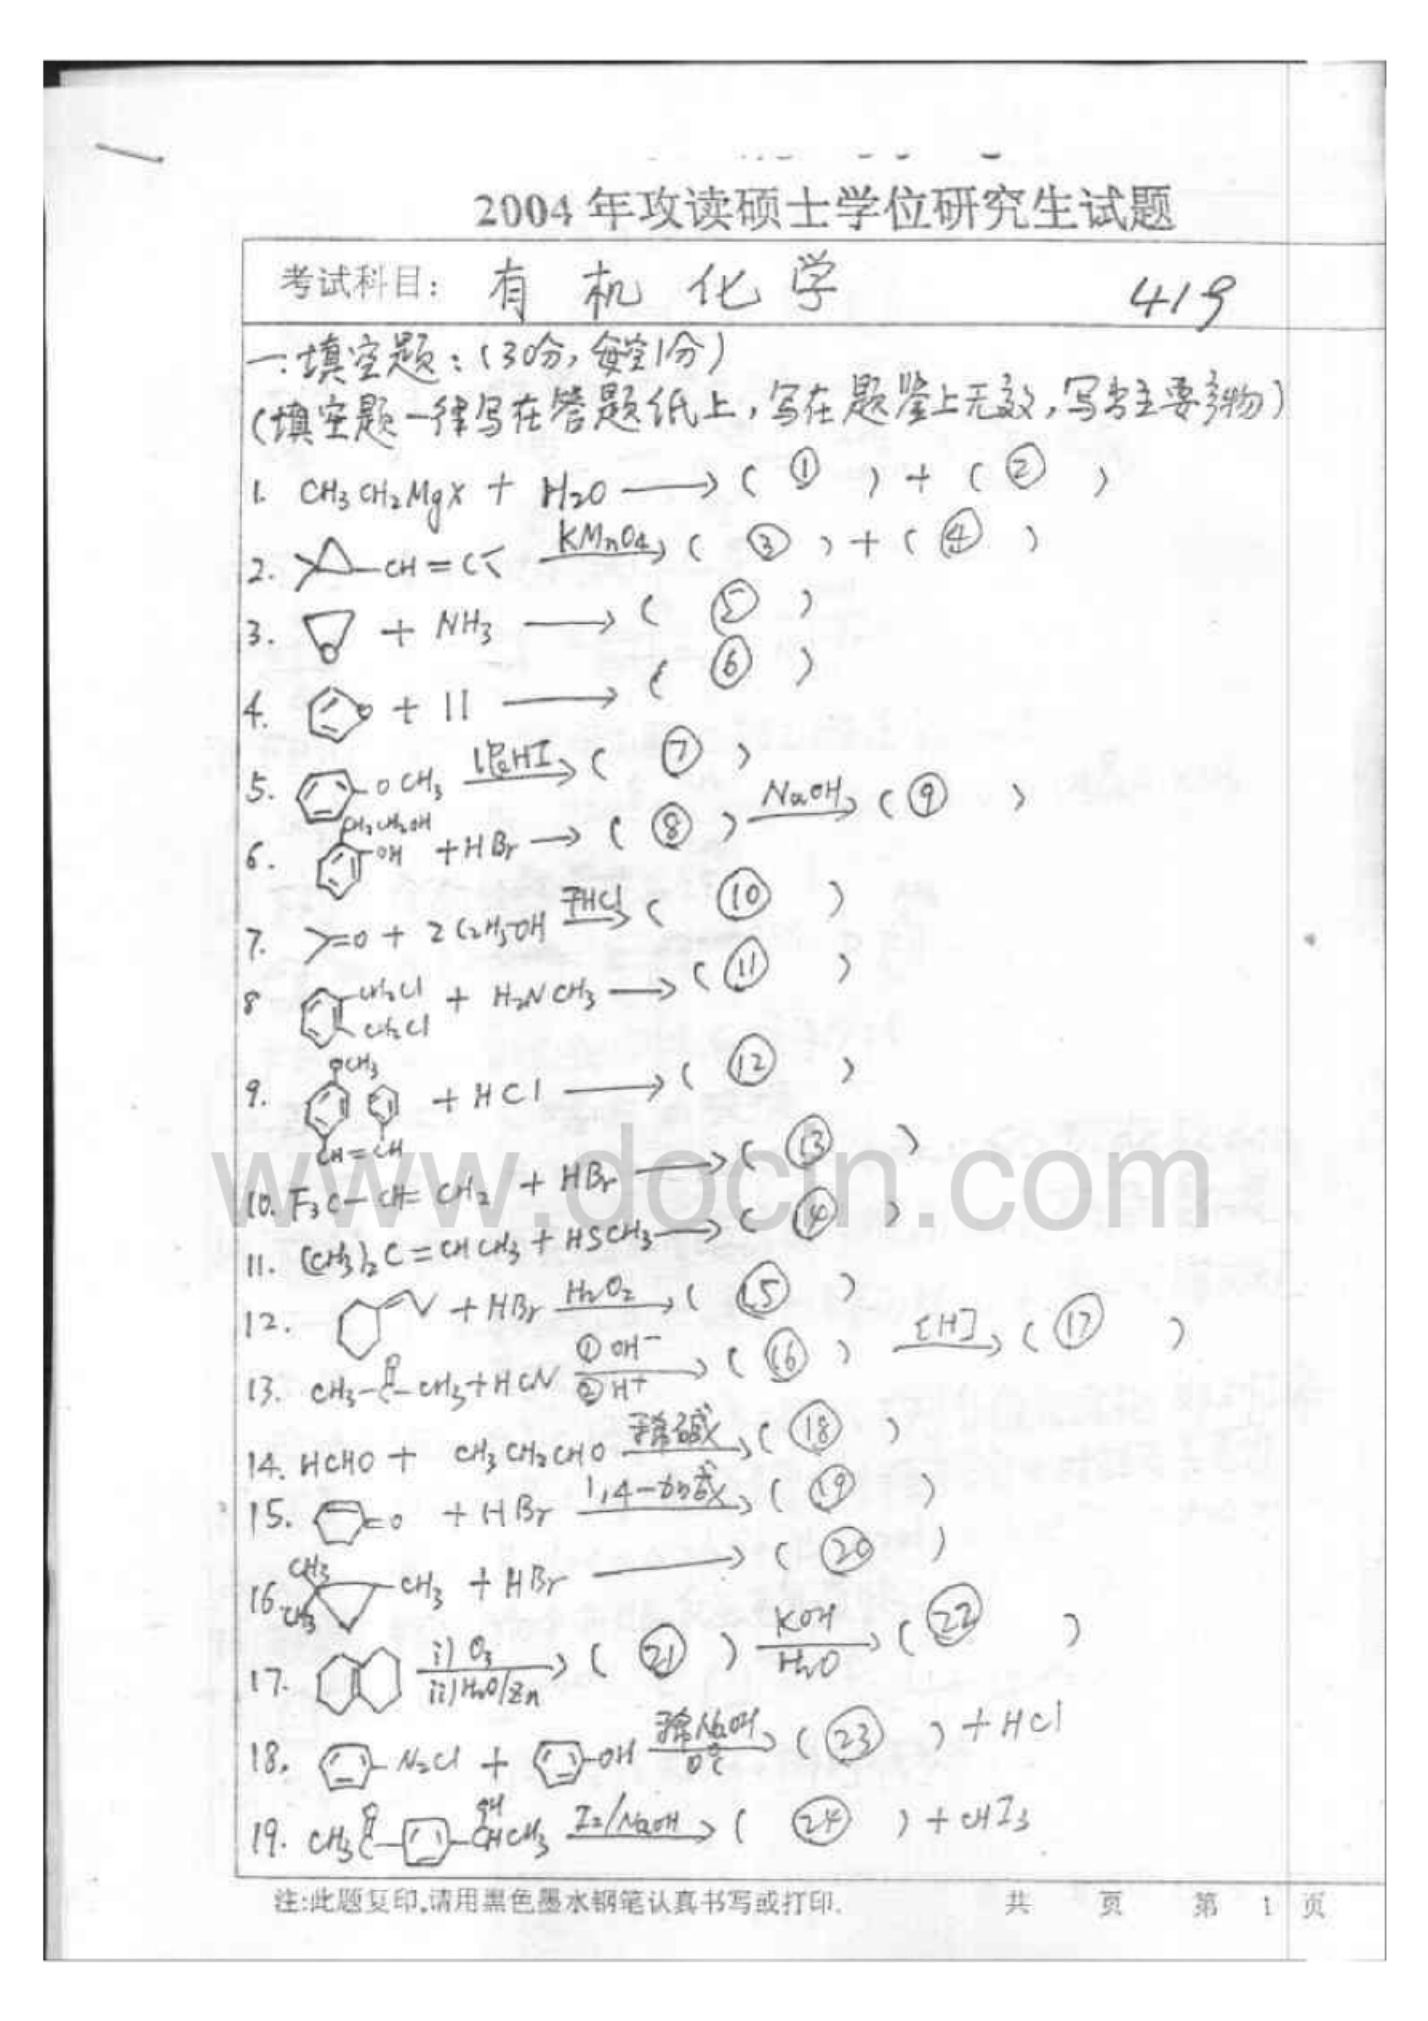 2004年攻读硕士学位研究生试题
考试科目: 有机化学 419
一.填空题:(30分,每空1分)
(填空题一律写在答题纸上,写在题鉴上无效,写出主要产物)
1. CH3CH2MgX + H2O → ( ① ) + ( ② )
2. CH=C KMnO4 → ( ③ ) + ( ④ )
3. O + NH3 → ( ⑤ )
4. O + || → ( ⑥ )
5. OCH3 HI → ( ⑦ )
6. CH2CH2OH OH + HBr → ( ⑧ ) NaOH → ( ⑨ )
7. =O + 2C2H5OH 干HCl → ( ⑩ )
8 CH2Cl CH2Cl + H2NCH3 → ( ⑪ )
9. OCH3 CH=CH + HCl → ( ⑫ )
10. F3C-CH=CH2 + HBr → ( ⑬ )
11. (CH3)2C=CHCH3 + HSCH3 → ( ⑭ )
12. + HBr H2O2 → ( ⑮ )
13. CH3-C-CH3 + HCN ① OH- ② H+ → ( ⑯ ) [H] → ( ⑰ )
14. HCHO + CH3CH2CHO 稀碱 → ( ⑱ )
15. =O + HBr 1,4-加成 → ( ⑲ )
16. CH3 CH3 CH3 + HBr → ( ⑳ )
17. i) O3 ii) H2O/Zn → ( ㉑ ) KOH H2O → ( ㉒ )
18. N2Cl + OH 稀NaOH 0℃ → ( ㉓ ) + HCl
19. CH3C OH CHCH3 I2/NaOH → ( ㉔ ) + CHI3
注:此题复印,请用黑色墨水钢笔认真书写或打印. 共 页 第 1 页
www.docin.com